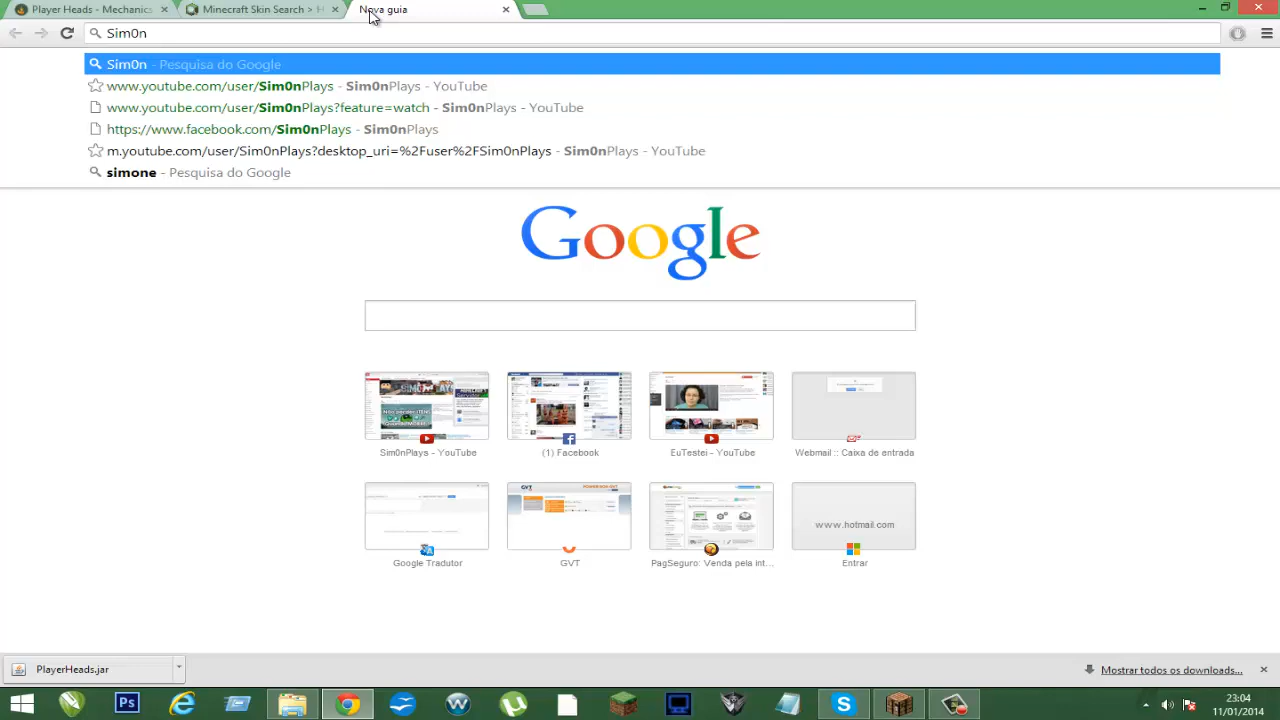 Player Heads - Mechanics
Minecraft Skin Search > H
Nova guia
Sim0n
Sim0n - Pesquisa do Google
www.youtube.com/user/Sim0nPlays - Sim0nPlays - YouTube
www.youtube.com/user/Sim0nPlays?feature=watch - Sim0nPlays - YouTube
https://www.facebook.com/Sim0nPlays - Sim0nPlays
m.youtube.com/user/Sim0nPlays?desktop_uri=%2Fuser%2FSim0nPlays - Sim0nPlays - YouTube
simone - Pesquisa do Google
Google
Sim0nPlays - YouTube
(1) Facebook
EuTestei - YouTube
Webmail :: Caixa de entrada
GVT
www.hotmail.com
Google Tradutor
GVT
PagSeguro: Venda pela int...
Entrar
PlayerHeads.jar
Mostrar todos os downloads...
Ps
23:04
11/01/2014